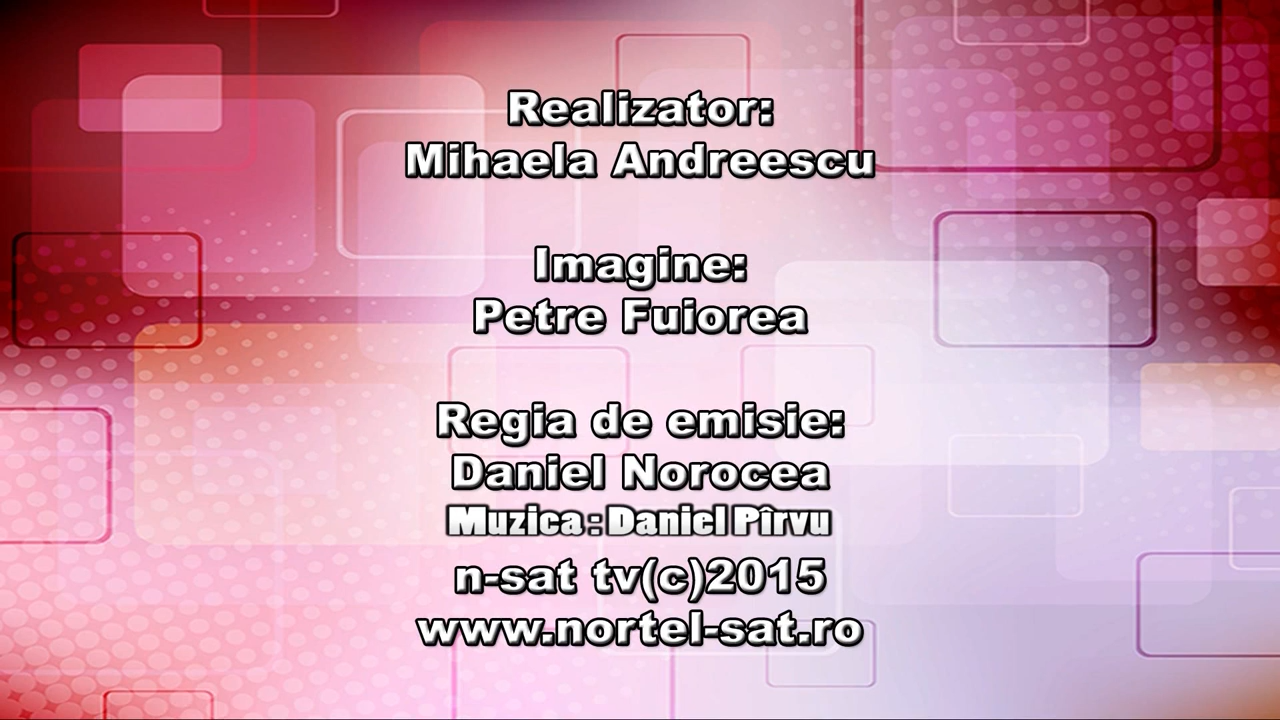 Realizator:
Mihaela Andreescu
Imagine:
Petre Fuiorea
Regia de emisie:
Daniel Norocea
Muzica : Daniel Pîrvu
n-sat tv(c)2015
www.nortel-sat.ro